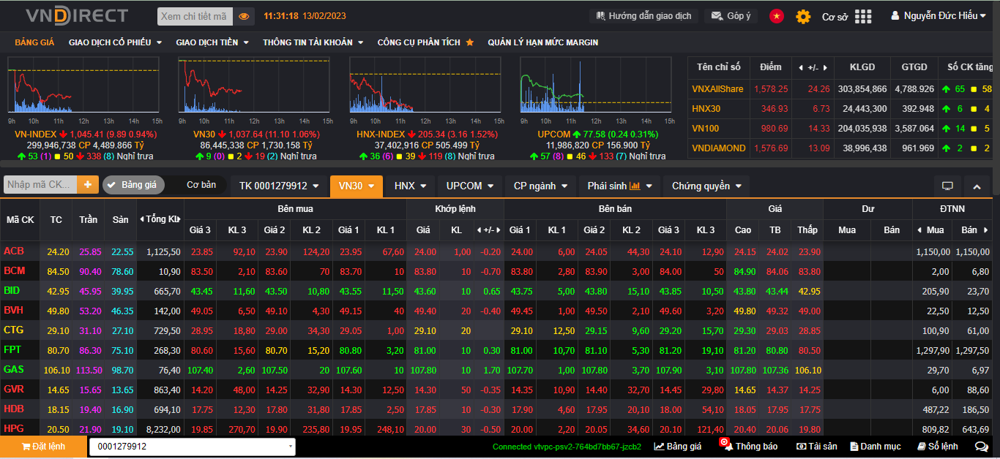 VNDIRECT Xem chi tiết mã 11:31:18 13/02/2023 Hướng dẫn giao dịch Góp ý Cơ sở Nguyễn Đức Hiếu
BẢNG GIÁ GIAO DỊCH CỔ PHIẾU GIAO DỊCH TIỀN THÔNG TIN TÀI KHOẢN CÔNG CỤ PHÂN TÍCH QUẢN LÝ HẠN MỨC MARGIN
9h 10h 11h 12h 13h 14h 15h
VN-INDEX 1,045.41 (9.89 0.94%)
299,946,738 CP 4,489.866 Tỷ
53 (1) 50 338 (8) Nghỉ trưa
9h 10h 11h 12h 13h 14h 15h
VN30 1,037.64 (11.10 1.06%)
86,445,338 CP 1,730.158 Tỷ
9 (0) 2 19 (2) Nghỉ trưa
9h 10h 11h 12h 13h 14h 15h
HNX-INDEX 205.34 (3.16 1.52%)
37,402,916 CP 505.499 Tỷ
36 (6) 39 119 (8) Nghỉ trưa
9h 10h 11h 12h 13h 14h 15h
UPCOM 77.58 (0.24 0.31%)
11,986,820 CP 156.900 Tỷ
57 (8) 46 133 (7) Nghỉ trưa
Tên chỉ số Điểm +/- KLGD GTGD Số CK tăng
VNXAllShare 1,578.25 24.26 303,854,866 4,788.926 65 58
HNX30 346.93 6.73 24,443,300 392.948 6 4
VN100 980.69 14.33 204,035,938 3,587.064 14 5
VNDIAMOND 1,576.69 13.09 38,996,438 961.969 2 2
Nhập mã CK... + Bảng giá Cơ bản TK 0001279912 VN30 HNX UPCOM CP ngành Phái sinh Chứng quyền
Mã CK TC Trần Sàn Tổng KL Bên mua Khớp lệnh Bên bán Giá Dư ĐTNN
Giá 3 KL 3 Giá 2 KL 2 Giá 1 KL 1 Giá KL +/- Giá 1 KL 1 Giá 2 KL 2 Giá 3 KL 3 Cao TB Thấp Mua Bán Mua Bán
ACB 24.20 25.85 22.55 1,125,50 23.85 92,10 23.90 124,20 23.95 67,60 24.00 1,00 -0.20 24.00 6,00 24.05 44,30 24.10 12,90 24.15 24.02 23.90 1,150,00 1,150,00
BCM 84.50 90.40 78.60 10,90 83.50 2,10 83.60 70 83.70 10 83.80 10 -0.70 83.80 2,80 83.90 3,00 84.00 50 84.90 84.06 83.80 2,00 6,80
BID 42.95 45.95 39.95 665,70 43.45 11,60 43.50 10,80 43.55 11,50 43.60 10 0.65 43.75 5,00 43.80 15,10 43.85 10,50 43.80 43.44 42.95 205,90 23,70
BVH 49.80 53.20 46.35 142,00 49.05 6,50 49.10 4,30 49.15 40 49.40 20 -0.40 49.45 1,00 49.50 2,10 49.60 3,20 49.80 49.32 49.00 22,50 12,50
CTG 29.10 31.10 27.10 729,50 28.95 18,80 29.00 34,30 29.05 1,00 29.10 20 29.10 12,50 29.15 9,60 29.20 15,70 29.30 29.03 28.85 100,90 61,00
FPT 80.70 86.30 75.10 268,30 80.60 15,60 80.70 15,20 80.80 3,20 81.00 10 0.30 81.00 10,70 81.10 5,30 81.20 19,10 81.20 80.80 80.50 1,297,90 1,297,50
GAS 106.10 113.50 98.70 76,40 107.40 2,60 107.50 20 107.60 10 107.80 10 1.70 107.70 1,00 107.80 3,70 107.90 3,10 107.80 107.36 106.10 29,70 6,97
GVR 14.65 15.65 13.65 863,40 14.20 48,00 14.25 32,90 14.30 12,50 14.30 50 -0.35 14.35 10,90 14.40 32,70 14.45 29,80 14.65 14.37 14.25 6,00 88,60
HDB 18.15 19.40 16.90 694,10 17.75 12,30 17.80 31,80 17.85 2,50 17.85 10 -0.30 17.90 4,60 17.95 20,10 18.00 54,10 18.05 17.95 17.75 487,22 186,50
HPG 20.50 21.90 19.10 8,232,00 19.85 270,70 19.90 235,80 19.95 248,10 20.00 30 -0.50 20.00 2,20 20.05 34,60 20.10 121,40 20.40 20.06 19.80 809,82 643,69
Đặt lệnh 0001279912 Connected vtvpc-psv2-764bd7bb67-jzcb2 Bảng giá Thông báo Tài sản Danh mục Sổ lệnh